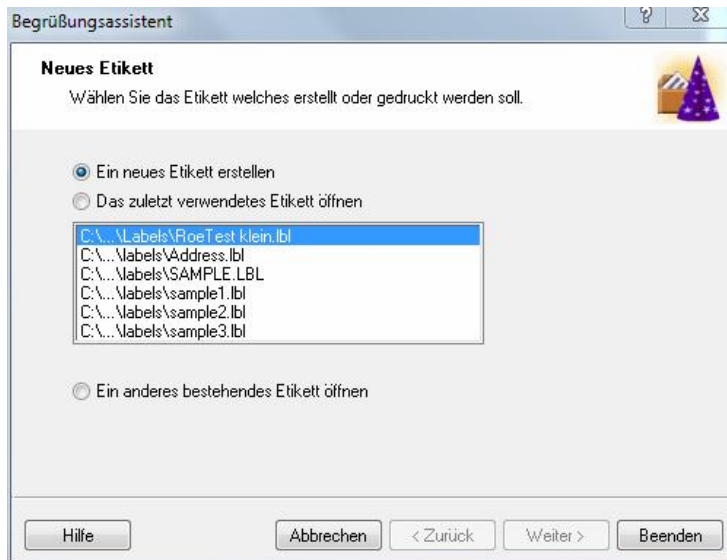 Begrüßungsassistent
?
Neues Etikett
Wählen Sie das Etikett welches erstellt oder gedruckt werden soll.
Ein neues Etikett erstellen
Das zuletzt verwendetes Etikett öffnen
C:\...\Labels\RoeTest klein.lbl
C:\...\labels\Address.lbl
C:\...\labels\SAMPLE.LBL
C:\...\labels\sample1.lbl
C:\...\labels\sample2.lbl
C:\...\labels\sample3.lbl
Ein anderes bestehendes Etikett öffnen
Hilfe Abbrechen < Zurück Weiter > Beenden